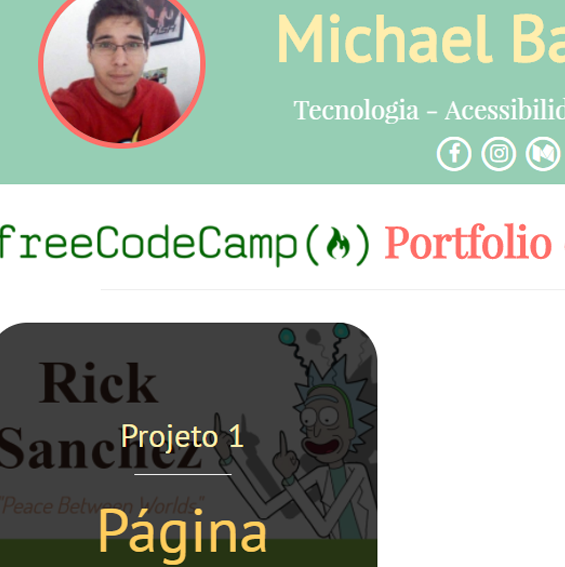 Michael Ba
Tecnologia - Acessibilid
freeCodeCamp(🔥) Portfolio
Rick
Sanchez
Projeto 1
"Peace Between Worlds"
Página